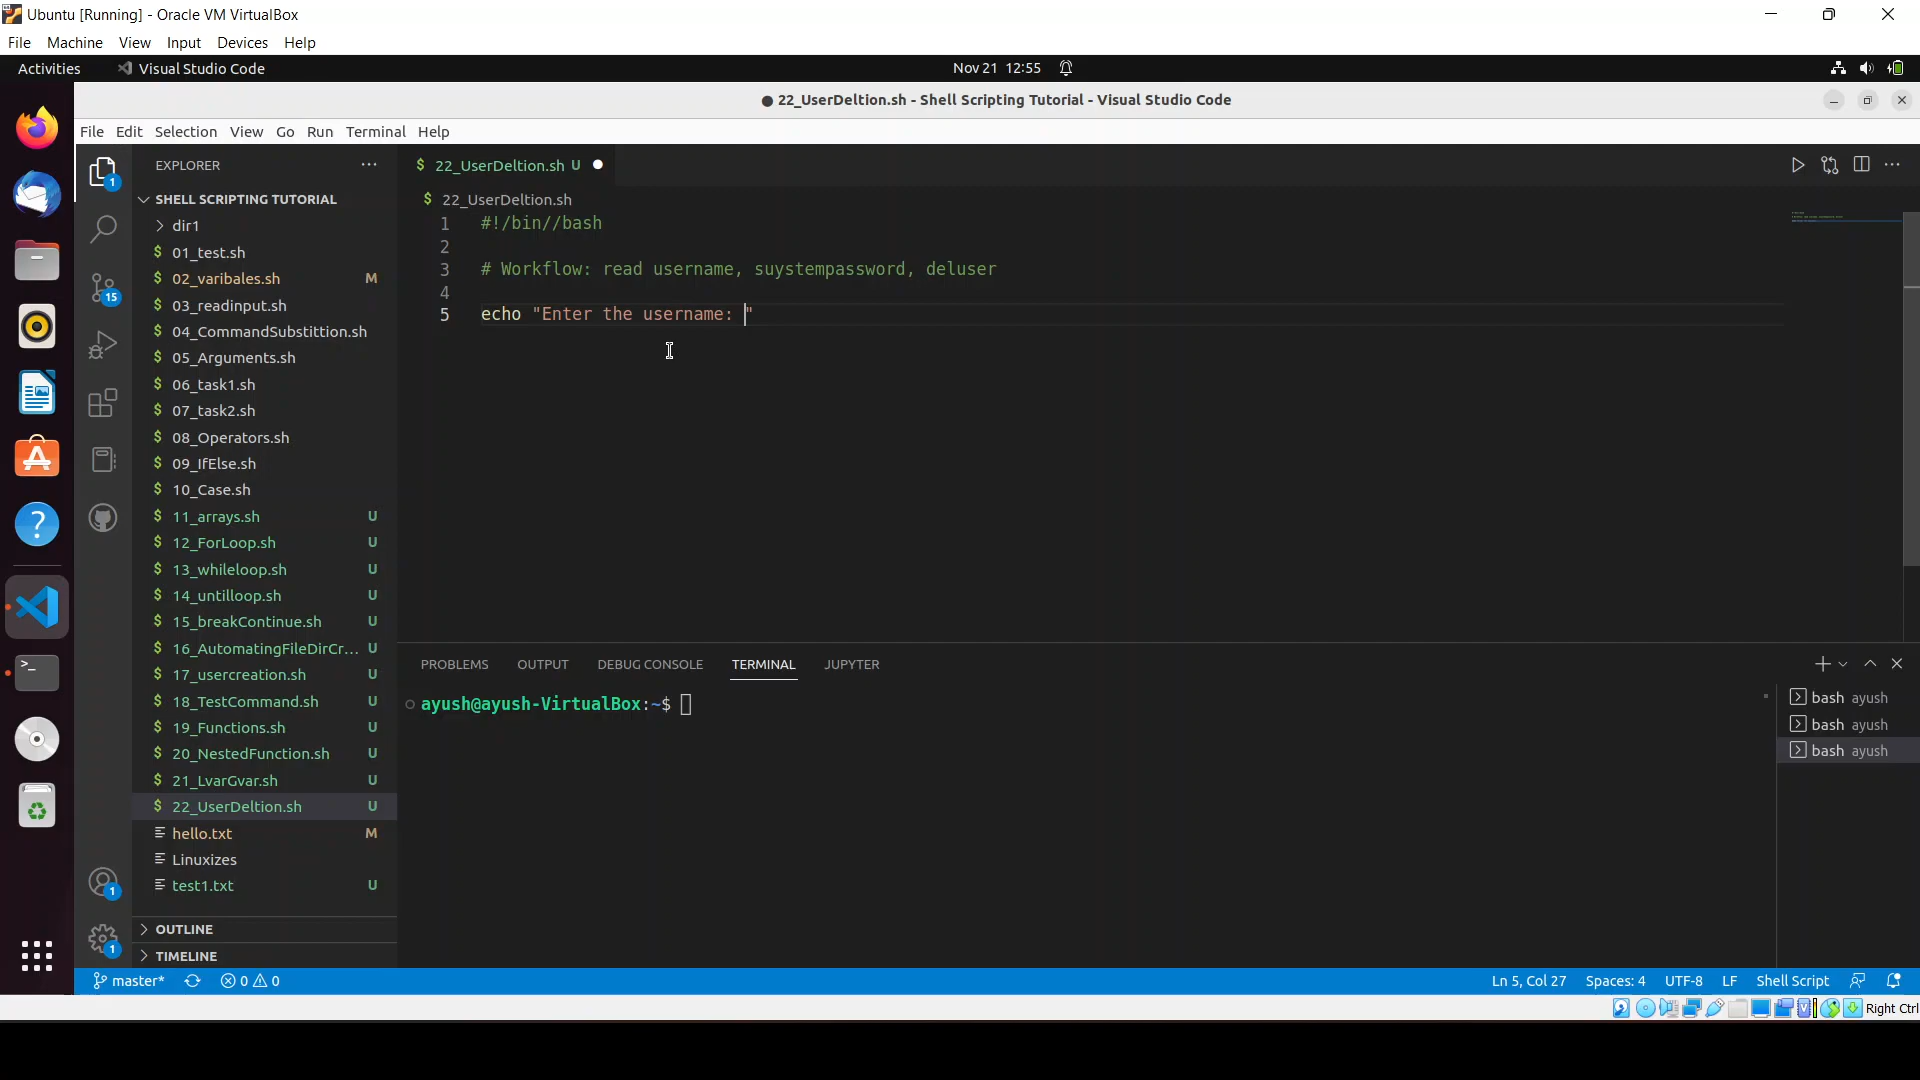 Ubuntu [Running] - Oracle VM VirtualBox
File Machine View Input Devices Help
Activities Visual Studio Code Nov 21 12:55
22_UserDeltion.sh - Shell Scripting Tutorial - Visual Studio Code
File Edit Selection View Go Run Terminal Help
EXPLORER
$ 22_UserDeltion.sh U
SHELL SCRIPTING TUTORIAL
$ 22_UserDeltion.sh
dir1
$ 01_test.sh
$ 02_varibales.sh M
$ 03_readinput.sh
$ 04_CommandSubstittion.sh
$ 05_Arguments.sh
$ 06_task1.sh
$ 07_task2.sh
$ 08_Operators.sh
$ 09_IfElse.sh
$ 10_Case.sh
$ 11_arrays.sh U
$ 12_ForLoop.sh U
$ 13_whileloop.sh U
$ 14_untilloop.sh U
$ 15_breakContinue.sh U
$ 16_AutomatingFileDirCr... U
$ 17_usercreation.sh U
$ 18_TestCommand.sh U
$ 19_Functions.sh U
$ 20_NestedFunction.sh U
$ 21_LvarGvar.sh U
$ 22_UserDeltion.sh U
hello.txt M
Linuxizes
test1.txt U
OUTLINE
TIMELINE
1
15
1
1
1 #!/bin//bash
2
3 # Workflow: read username, suystempassword, deluser
4
5 echo "Enter the username: "
PROBLEMS OUTPUT DEBUG CONSOLE TERMINAL JUPYTER
ayush@ayush-VirtualBox:~$
bash ayush
bash ayush
bash ayush
master* 0 0 Ln 5, Col 27 Spaces: 4 UTF-8 LF Shell Script
Right Ctrl